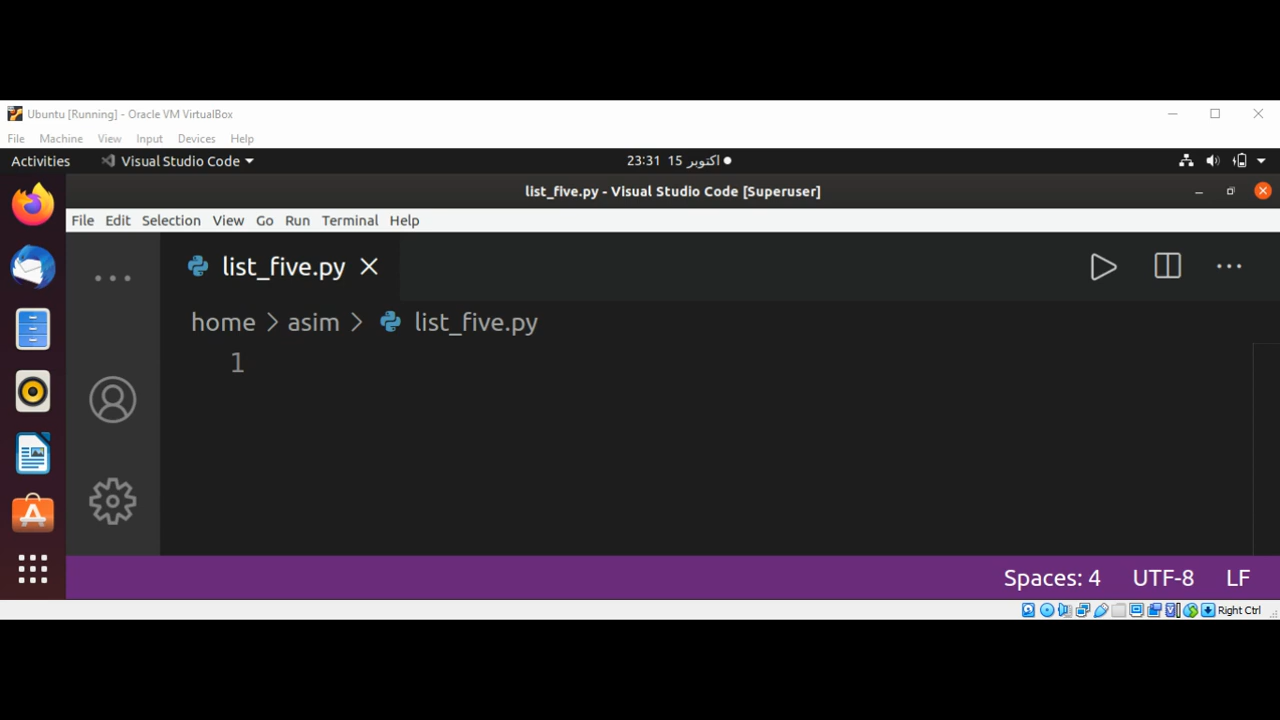 Ubuntu [Running] - Oracle VM VirtualBox
File Machine View Input Devices Help
Activities Visual Studio Code 23:31 15 اکتوبر
list_five.py - Visual Studio Code [Superuser]
File Edit Selection View Go Run Terminal Help
list_five.py
home > asim > list_five.py
1
Spaces: 4 UTF-8 LF
Right Ctrl